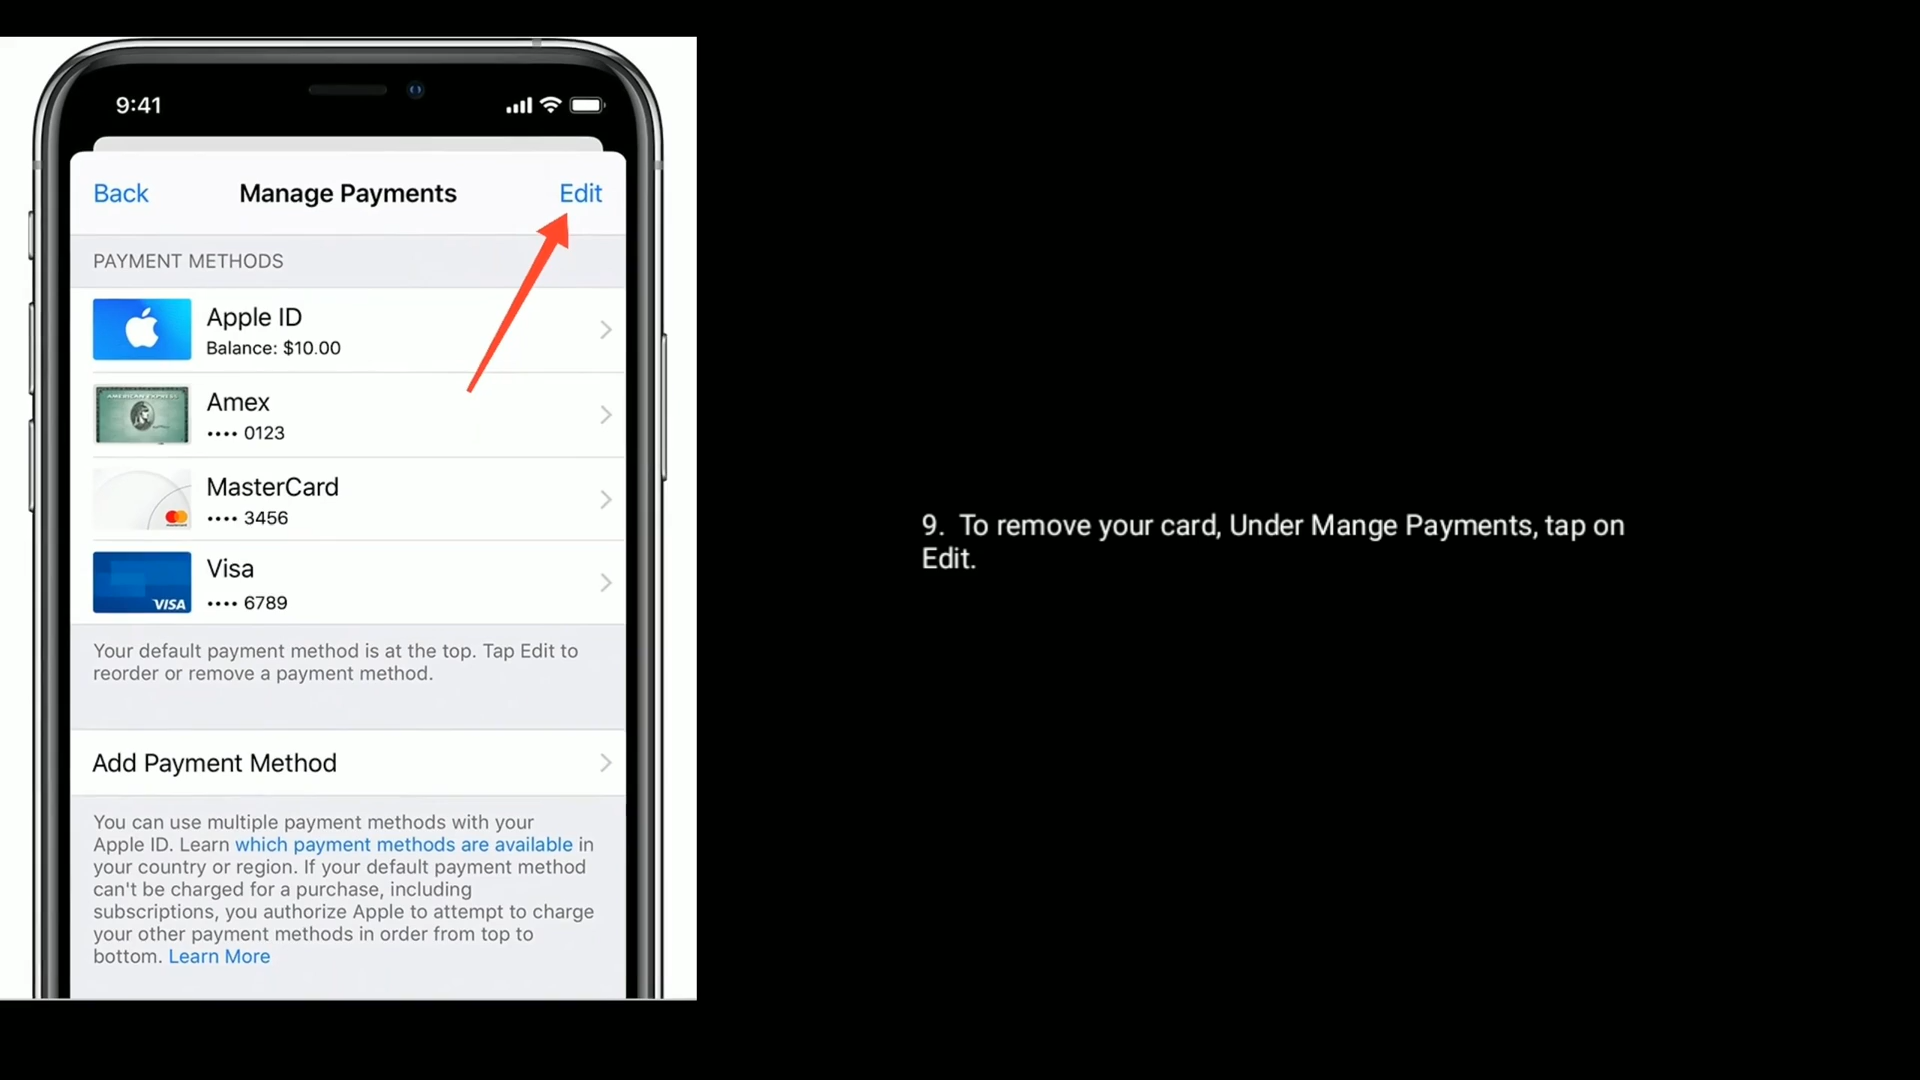 9:41
Back
Manage Payments
Edit
PAYMENT METHODS
Apple ID
Balance: $10.00
AMERICAN EXPRESS
Amex
•••• 0123
MasterCard
•••• 3456
VISA
Visa
•••• 6789
Your default payment method is at the top. Tap Edit to
reorder or remove a payment method.
Add Payment Method
You can use multiple payment methods with your
Apple ID. Learn which payment methods are available in
your country or region. If your default payment method
can't be charged for a purchase, including
subscriptions, you authorize Apple to attempt to charge
your other payment methods in order from top to
bottom. Learn More
9. To remove your card, Under Mange Payments, tap on
Edit.